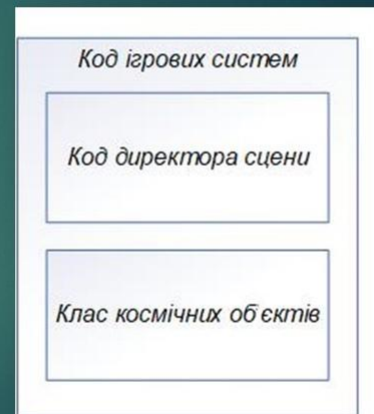 Код ігрових систем
Код директора сцени
Клас космічних об'єктів